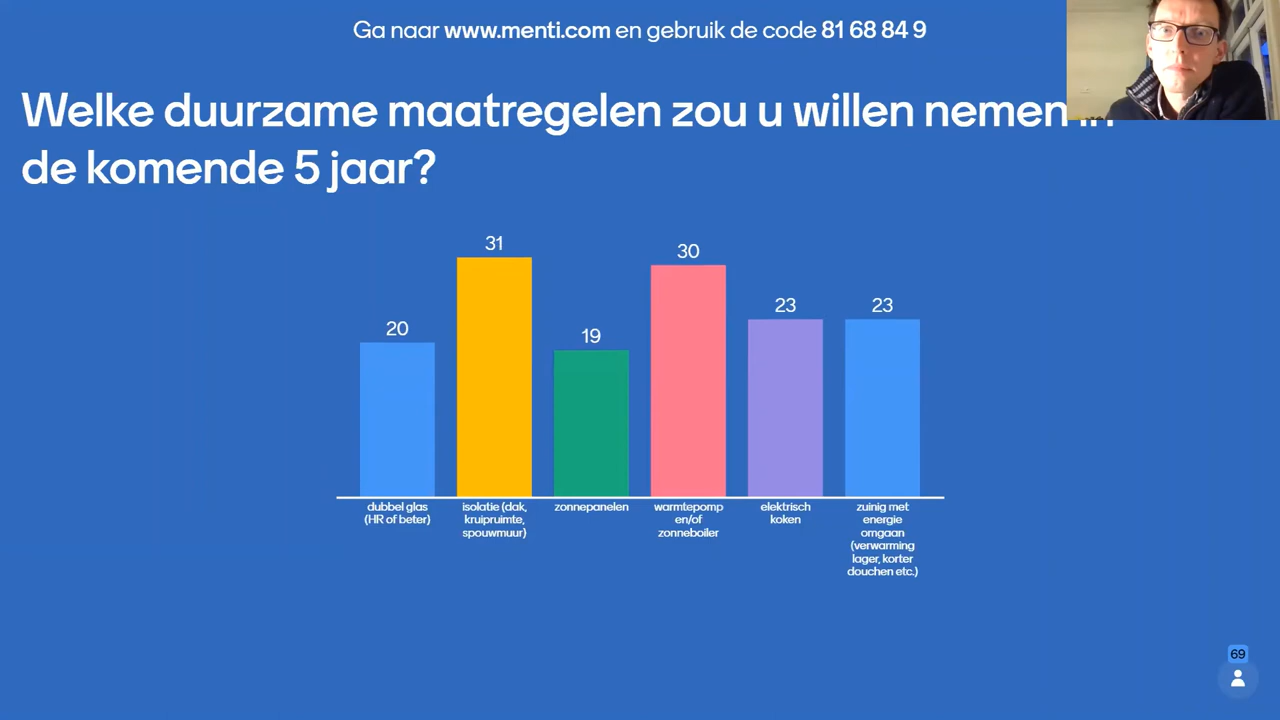 Ga naar www.menti.com en gebruik de code 81 68 84 9
Welke duurzame maatregelen zou u willen nemen in
de komende 5 jaar?
31
30
23
23
20
19
dubbel glas
(HR of beter)
isolatie (dak,
kruipruimte,
spouwmuur)
zonnepanelen
warmtepomp
en/of
zonneboiler
elektrisch
koken
zuinig met
energie
omgaan
(verwarming
lager, korter
douchen etc.)
69